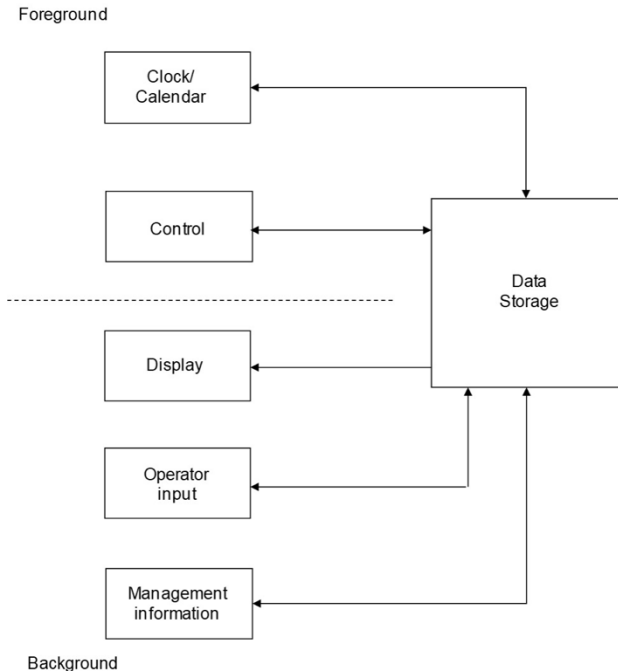 Foreground
Clock/
Calendar
Control
Data
Storage
Display
Operator
input
Management
information
Background